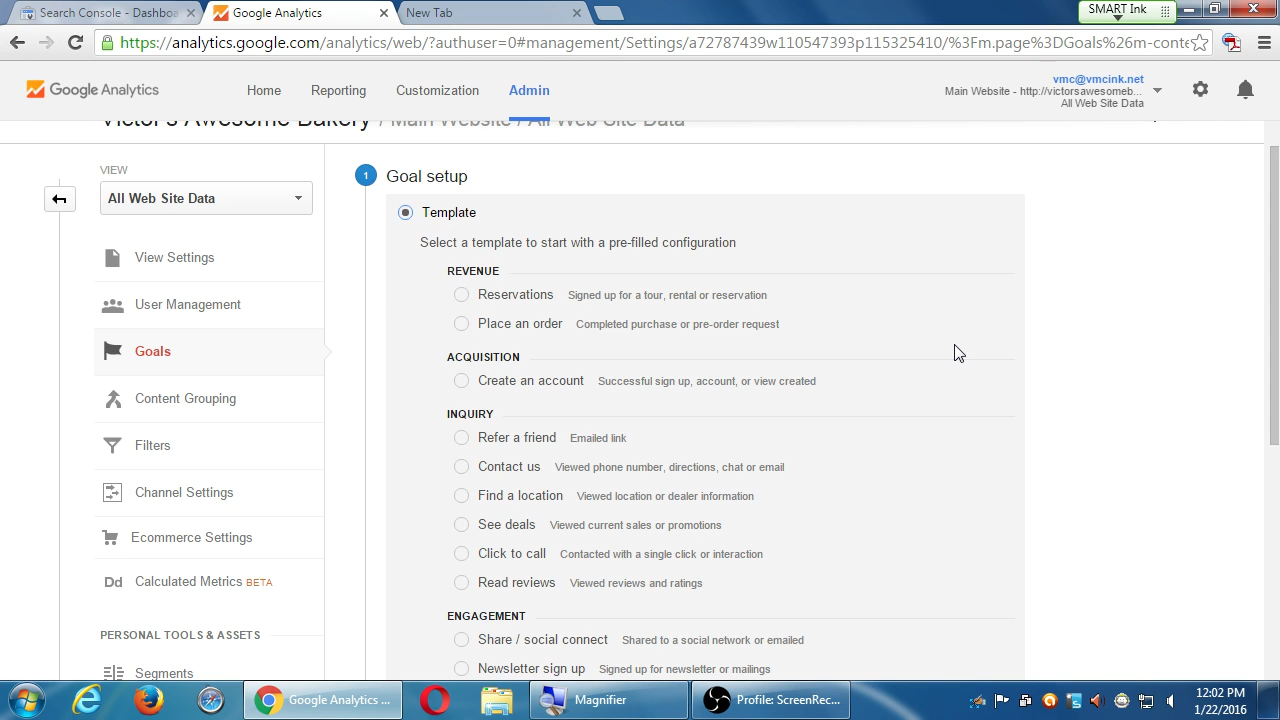 Search Console - Dashboa
Google Analytics
New Tab
SMART Ink
https://analytics.google.com/analytics/web/?authuser=0#management/Settings/a72787439w110547393p115325410/%3Fm.page%3DGoals%26m-conte
Google Analytics
Home
Reporting
Customization
Admin
vmc@vmcink.net
Main Website - http://victorsawesomeb...
All Web Site Data
Victor's Awesome Bakery / Main Website / All Web Site Data
VIEW
All Web Site Data
View Settings
User Management
Goals
Content Grouping
Filters
Channel Settings
Ecommerce Settings
Dd Calculated Metrics BETA
PERSONAL TOOLS & ASSETS
Segments
1 Goal setup
Template
Select a template to start with a pre-filled configuration
REVENUE
Reservations Signed up for a tour, rental or reservation
Place an order Completed purchase or pre-order request
ACQUISITION
Create an account Successful sign up, account, or view created
INQUIRY
Refer a friend Emailed link
Contact us Viewed phone number, directions, chat or email
Find a location Viewed location or dealer information
See deals Viewed current sales or promotions
Click to call Contacted with a single click or interaction
Read reviews Viewed reviews and ratings
ENGAGEMENT
Share / social connect Shared to a social network or emailed
Newsletter sign up Signed up for newsletter or mailings
Google Analytics ...
Magnifier
Profile: ScreenRec...
12:02 PM
1/22/2016